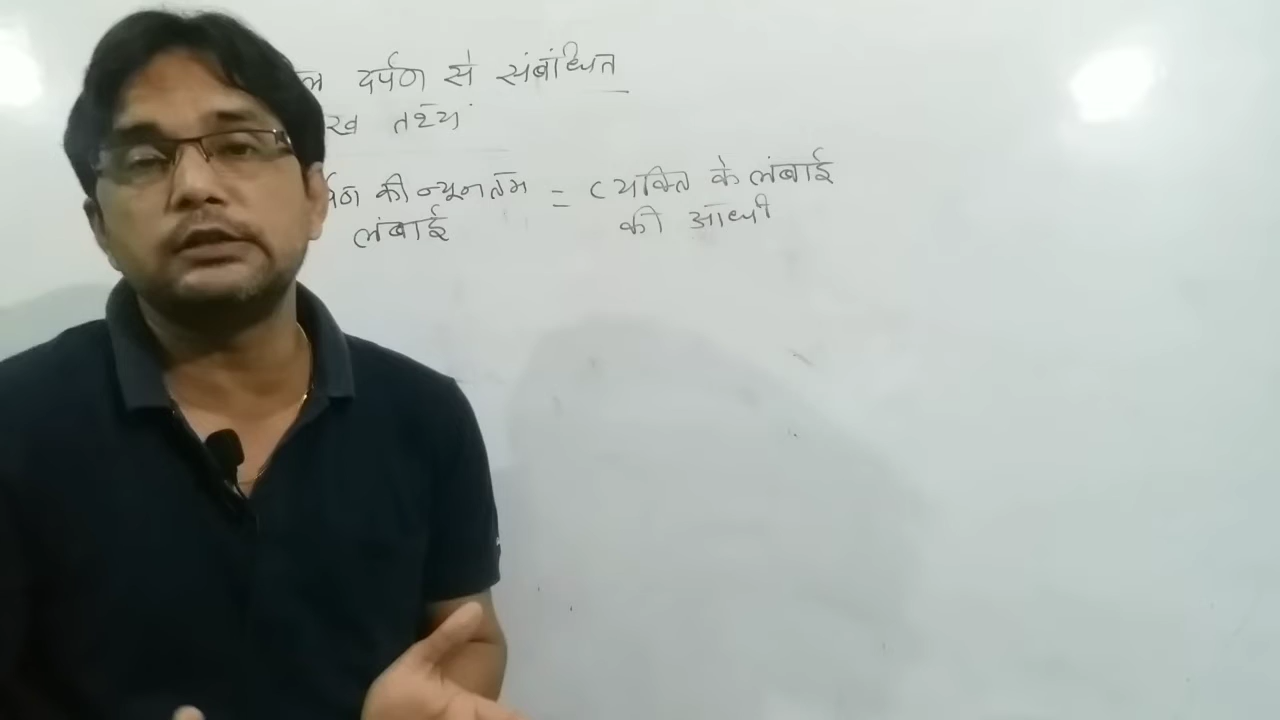 दर्पण से संबंधित
तथ्य
की न्यूनतम = व्यक्ति के लंबाई
लंबाई की आधी